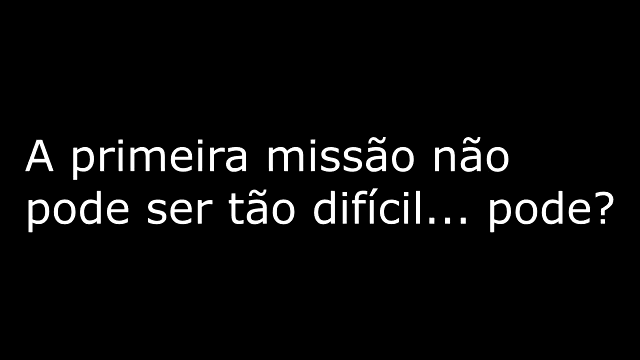 A primeira missão não
pode ser tão difícil... pode?